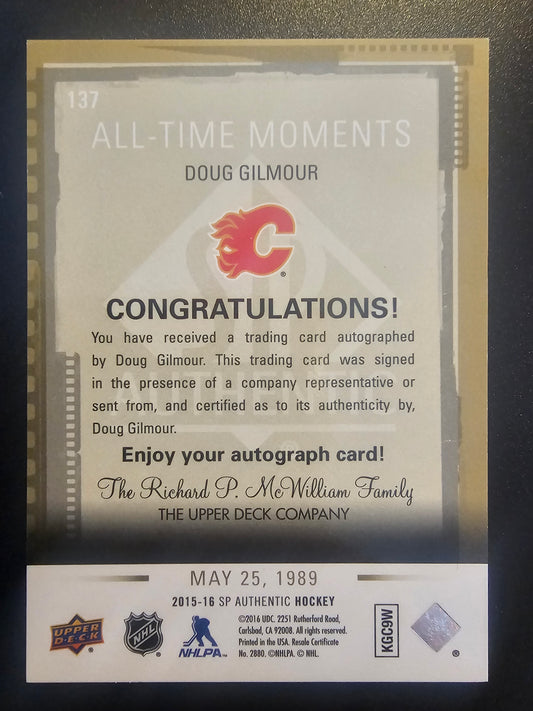 137
ALL-TIME MOMENTS
DOUG GILMOUR
C
®
CONGRATULATIONS!
You have received a trading card autographed
by Doug Gilmour. This trading card was signed
in the presence of a company representative or
sent from, and certified as to its authenticity by,
Doug Gilmour.
AUTHENTIC
Enjoy your autograph card!
The Richard P. McWilliam Family
THE UPPER DECK COMPANY
MAY 25, 1989
2015-16 SP AUTHENTIC HOCKEY
UPPER DECK
NHL
NHLPA
©2016 UDC. 2251 Rutherford Road,
Carlsbad, CA 92008. All rights reserved.
Printed in the USA. Resale Certificate
No. 2880. ©NHLPA. © NHL.
KGC9W